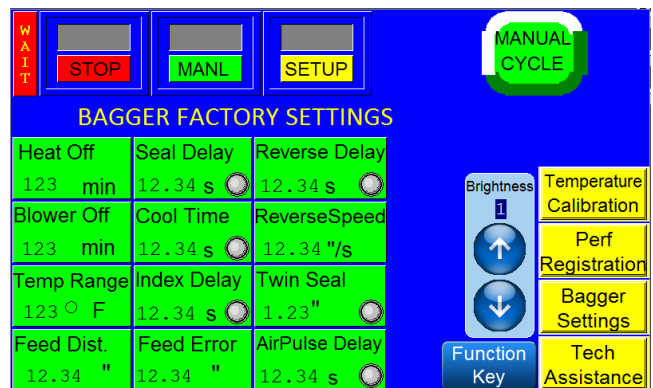 WAIT
STOP
MANL
SETUP
MANUAL
CYCLE
BAGGER FACTORY SETTINGS
Heat Off
123 min
Seal Delay
12.34 s
Reverse Delay
12.34 s
Blower Off
123 min
Cool Time
12.34 s
ReverseSpeed
12.34 "/s
Temp Range
123 ° F
Index Delay
12.34 s
Twin Seal
1.23"
Feed Dist.
12.34 "
Feed Error
12.34 "
AirPulse Delay
12.34 s
Brightness
1
Function
Key
Temperature
Calibration
Perf
Registration
Bagger
Settings
Tech
Assistance